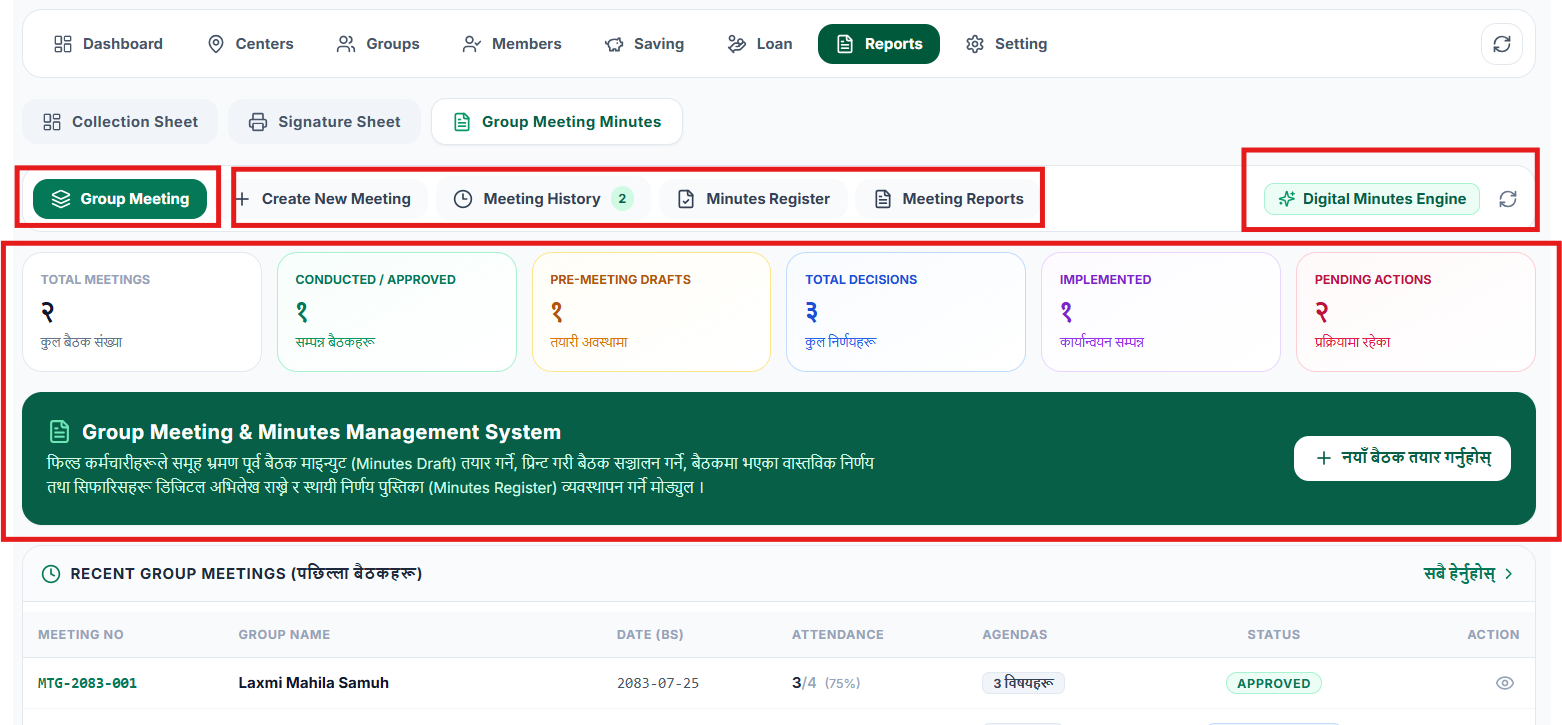 Dashboard Centers Groups Members Saving Loan Reports Setting
Collection Sheet Signature Sheet Group Meeting Minutes
Group Meeting + Create New Meeting Meeting History 2 Minutes Register Meeting Reports Digital Minutes Engine
TOTAL MEETINGS CONDUCTED / APPROVED PRE-MEETING DRAFTS TOTAL DECISIONS IMPLEMENTED PENDING ACTIONS
२ १ १ ३ १ २
कुल बैठक संख्या सम्पन्न बैठकहरू तयारी अवस्थामा कुल निर्णयहरू कार्यान्वयन सम्पन्न प्रक्रियामा रहेका
Group Meeting & Minutes Management System
फिल्ड कर्मचारीहरूले समूह भ्रमण पूर्व बैठक माइन्युट (Minutes Draft) तयार गर्ने, प्रिन्ट गरी बैठक सञ्चालन गर्ने, बैठकमा भएका वास्तविक निर्णय
तथा सिफारिसहरू डिजिटल अभिलेख राख्ने र स्थायी निर्णय पुस्तिका (Minutes Register) व्यवस्थापन गर्ने मोड्युल ।
+ नयाँ बैठक तयार गर्नुहोस्
RECENT GROUP MEETINGS (पछिल्ला बैठकहरू) सबै हेर्नुहोस् >
MEETING NO GROUP NAME DATE (BS) ATTENDANCE AGENDAS STATUS ACTION
MTG-2083-001 Laxmi Mahila Samuh 2083-07-25 3/4 (75%) 3 विषयहरू APPROVED